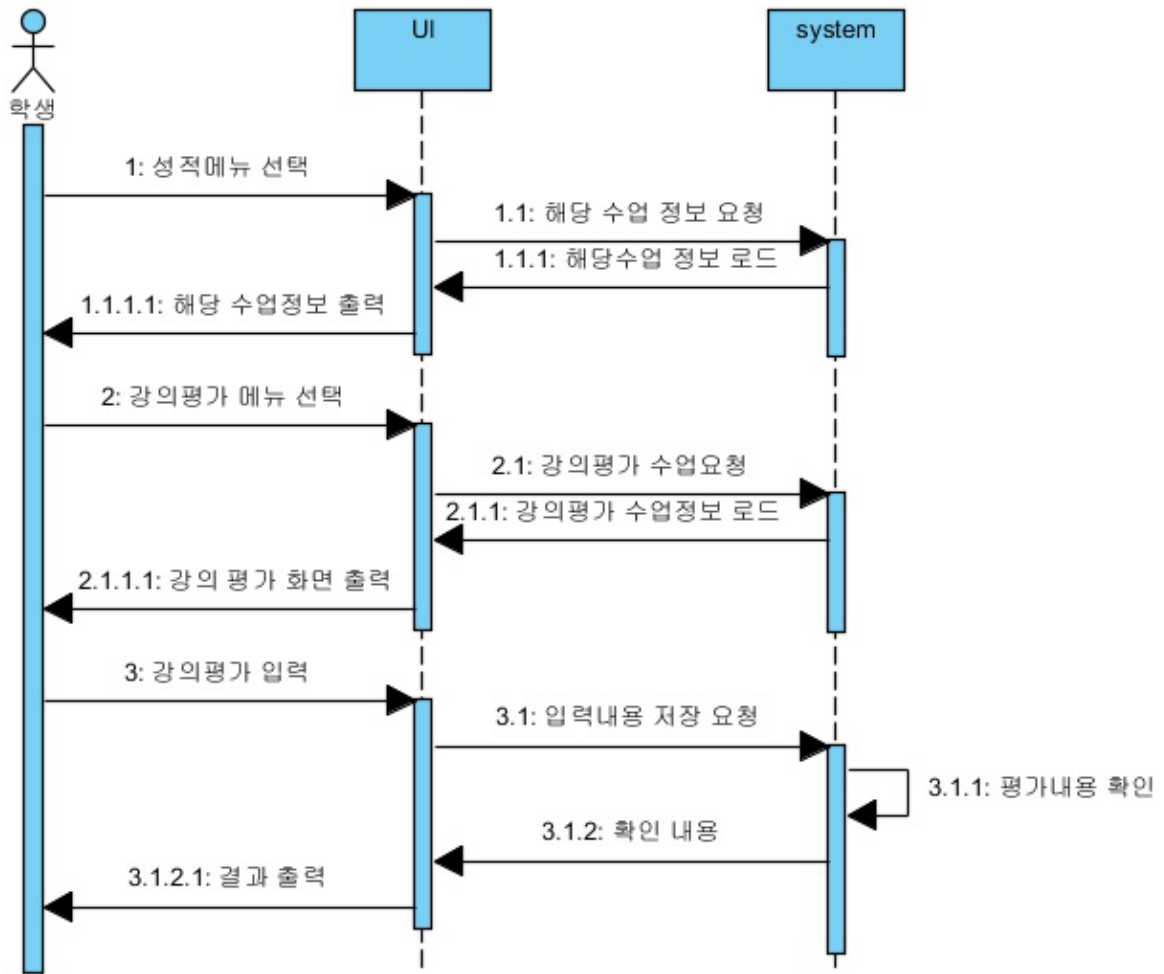 UI
system
학생
1: 성적메뉴 선택
1.1: 해당 수업 정보 요청
1.1.1: 해당수업 정보 로드
1.1.1.1: 해당 수업정보 출력
2: 강의평가 메뉴 선택
2.1: 강의평가 수업요청
2.1.1: 강의평가 수업정보 로드
2.1.1.1: 강의 평가 화면 출력
3: 강의평가 입력
3.1: 입력내용 저장 요청
3.1.1: 평가내용 확인
3.1.2: 확인 내용
3.1.2.1: 결과 출력